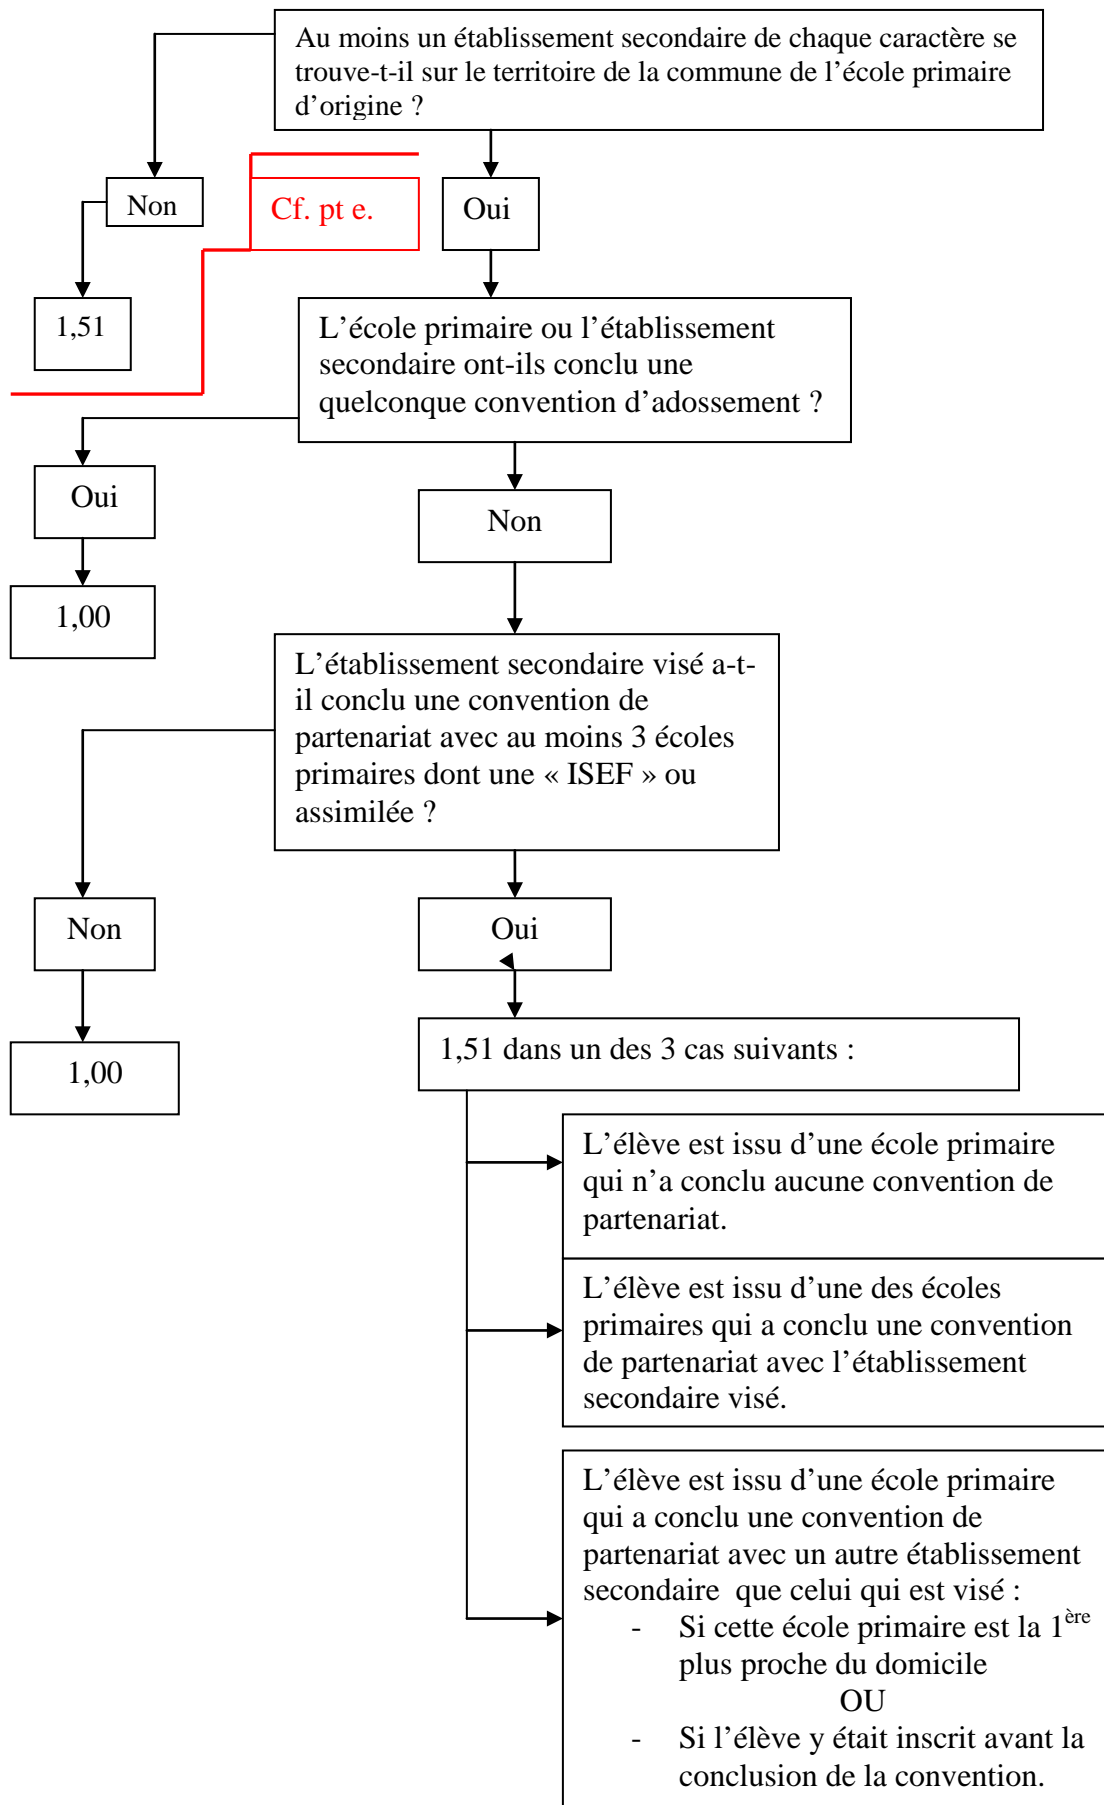 Au moins un établissement secondaire de chaque caractère se
trouve-t-il sur le territoire de la commune de l'école primaire
d'origine ?
Non
Cf. pt e.
Oui
1,51
L'école primaire ou l'établissement
secondaire ont-ils conclu une
quelconque convention d'adossement ?
Oui
Non
1,00
L'établissement secondaire visé a-t-
il conclu une convention de
partenariat avec au moins 3 écoles
primaires dont une « ISEF » ou
assimilée ?
Non
Oui
1,00
1,51 dans un des 3 cas suivants :
L'élève est issu d'une école primaire
qui n'a conclu aucune convention de
partenariat.
L'élève est issu d'une des écoles
primaires qui a conclu une convention
de partenariat avec l'établissement
secondaire visé.
L'élève est issu d'une école primaire
qui a conclu une convention de
partenariat avec un autre établissement
secondaire que celui qui est visé :
- Si cette école primaire est la 1ère
plus proche du domicile
OU
- Si l'élève y était inscrit avant la
conclusion de la convention.